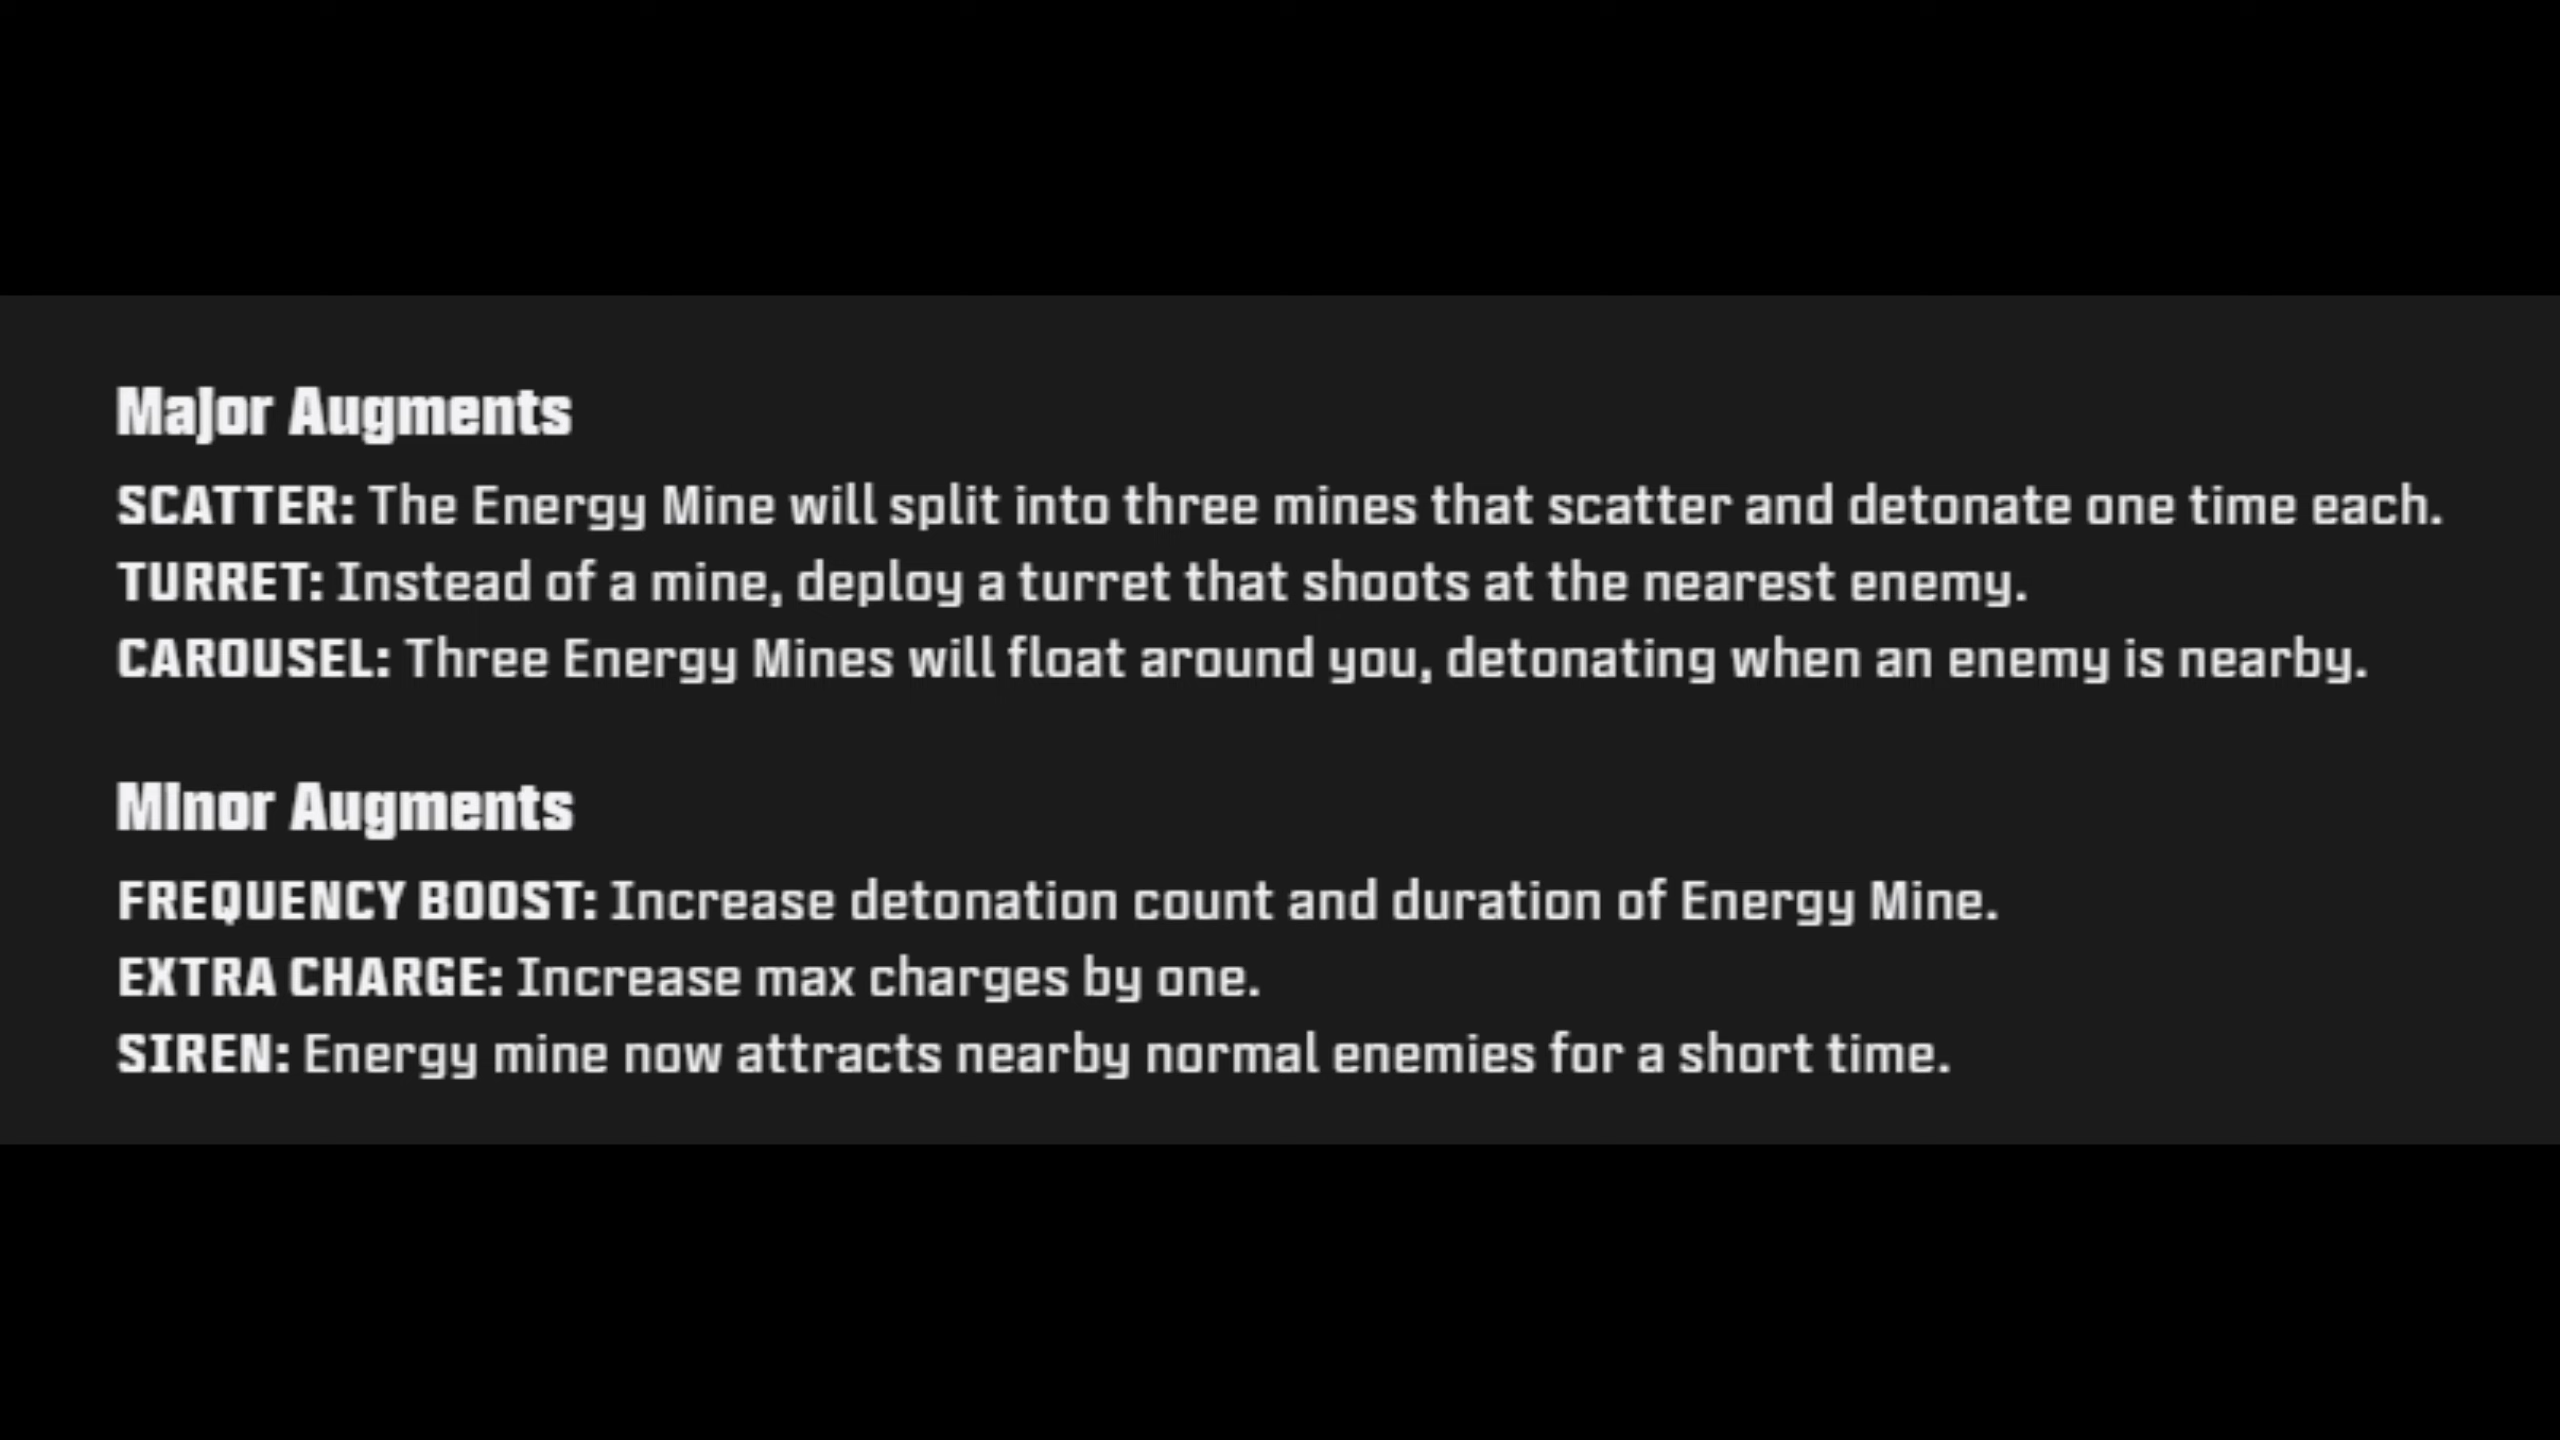 Major Augments
SCATTER: The Energy Mine will split into three mines that scatter and detonate one time each.
TURRET: Instead of a mine, deploy a turret that shoots at the nearest enemy.
CAROUSEL: Three Energy Mines will float around you, detonating when an enemy is nearby.
Minor Augments
FREQUENCY BOOST: Increase detonation count and duration of Energy Mine.
EXTRA CHARGE: Increase max charges by one.
SIREN: Energy mine now attracts nearby normal enemies for a short time.